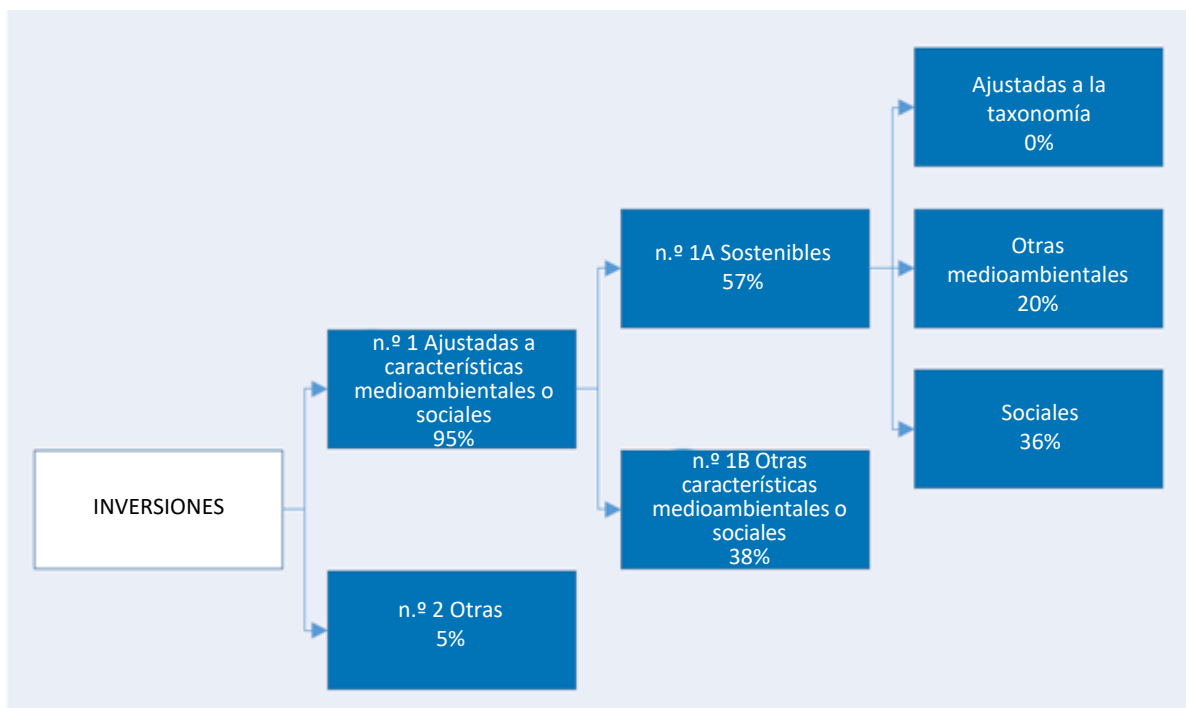 INVERSIONES
n.º 1 Ajustadas a
características
medioambientales o
sociales
95%
n.º 2 Otras
5%
n.º 1A Sostenibles
57%
n.º 1B Otras
características
medioambientales o
sociales
38%
Ajustadas a la
taxonomía
0%
Otras
medioambientales
20%
Sociales
36%